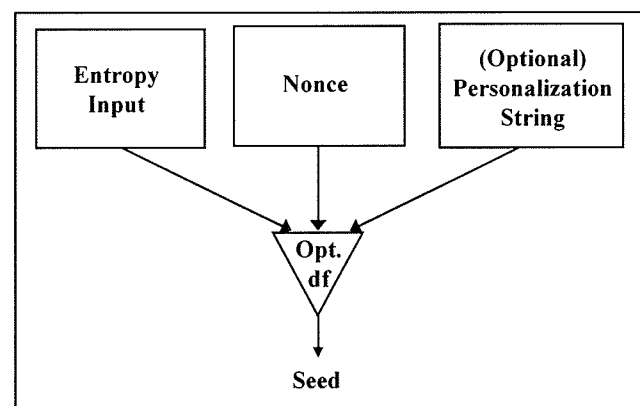 Entropy
Input
Nonce
(Optional)
Personalization
String
Opt.
df
Seed